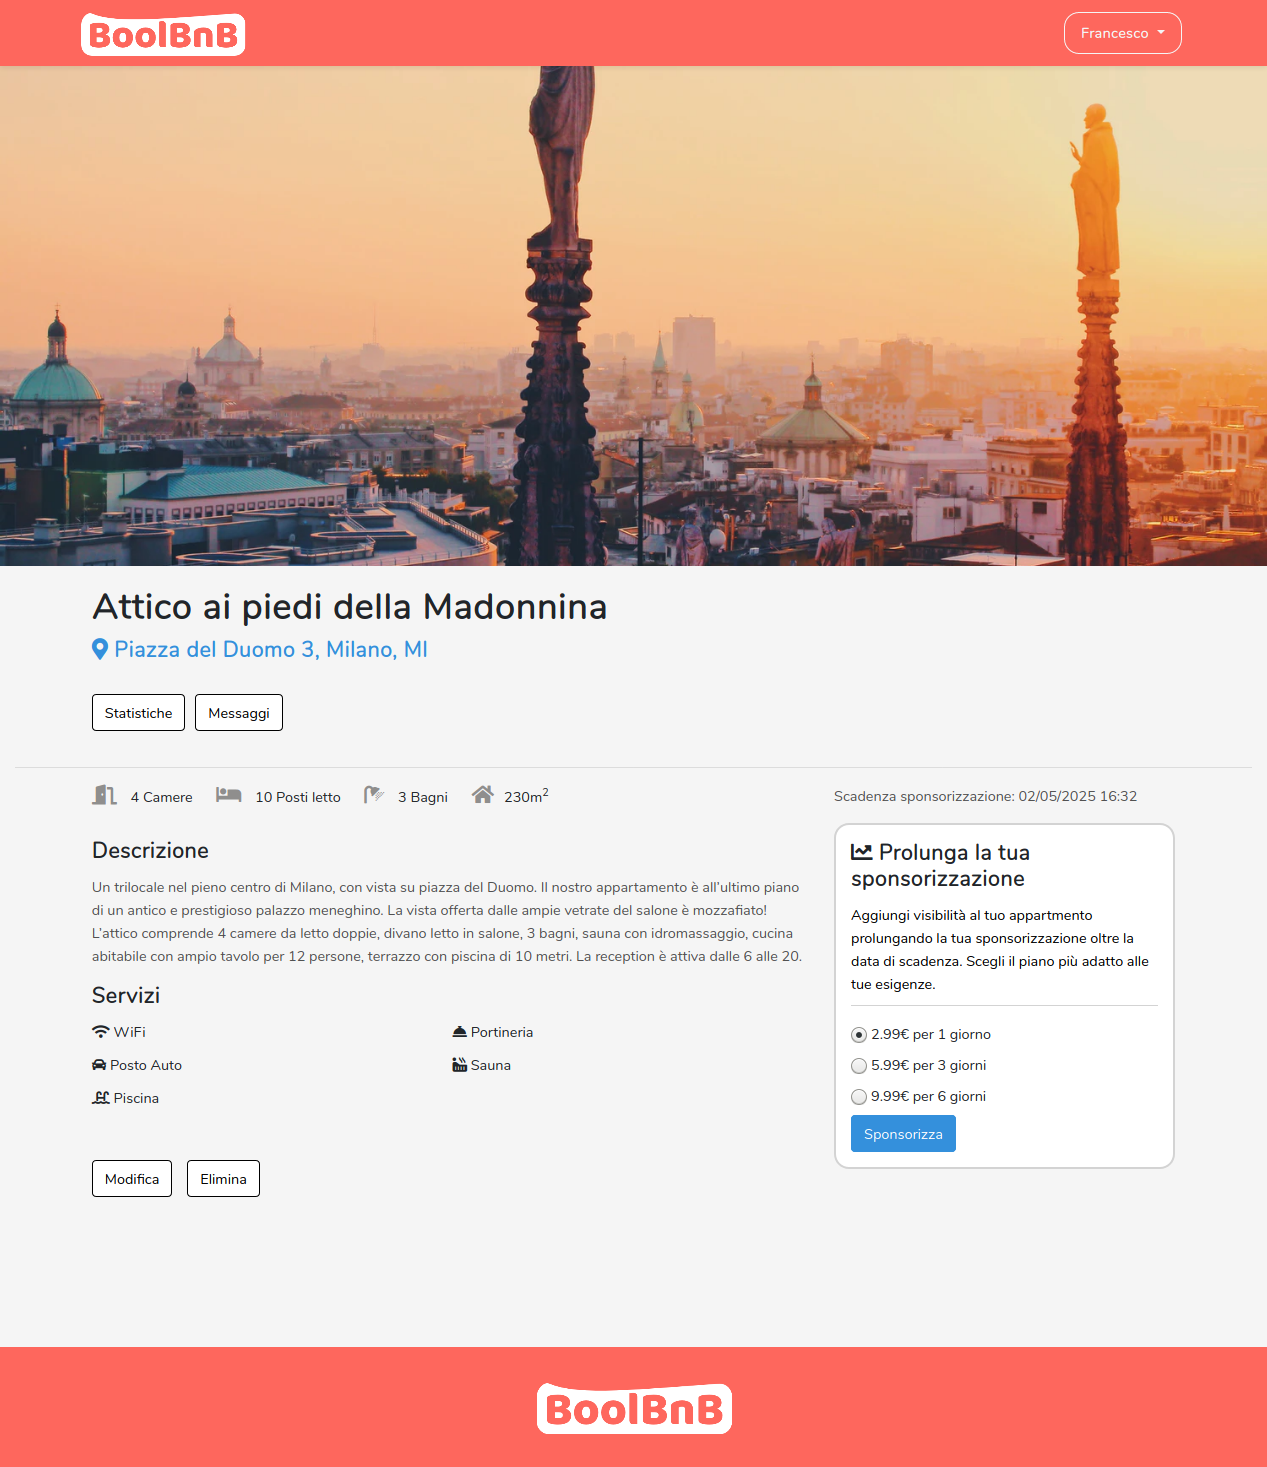 BoolBnB
Francesco
Attico ai piedi della Madonnina
Piazza del Duomo 3, Milano, MI
Statistiche
Messaggi
4 Camere
10 Posti letto
3 Bagni
230m²
Descrizione
Un trilocale nel pieno centro di Milano, con vista su piazza del Duomo. Il nostro appartamento è all'ultimo piano
di un antico e prestigioso palazzo meneghino. La vista offerta dalle ampie vetrate del salone è mozzafiato!
L'attico comprende 4 camere da letto doppie, divano letto in salone, 3 bagni, sauna con idromassaggio, cucina
abitabile con ampio tavolo per 12 persone, terrazzo con piscina di 10 metri. La reception è attiva dalle 6 alle 20.
Servizi
WiFi
Portineria
Posto Auto
Sauna
Piscina
Modifica
Elimina
Scadenza sponsorizzazione: 02/05/2025 16:32
Prolunga la tua
sponsorizzazione
Aggiungi visibilità al tuo appartmento
prolungando la tua sponsorizzazione oltre la
data di scadenza. Scegli il piano più adatto alle
tue esigenze.
2.99€ per 1 giorno
5.99€ per 3 giorni
9.99€ per 6 giorni
Sponsorizza
BoolBnB